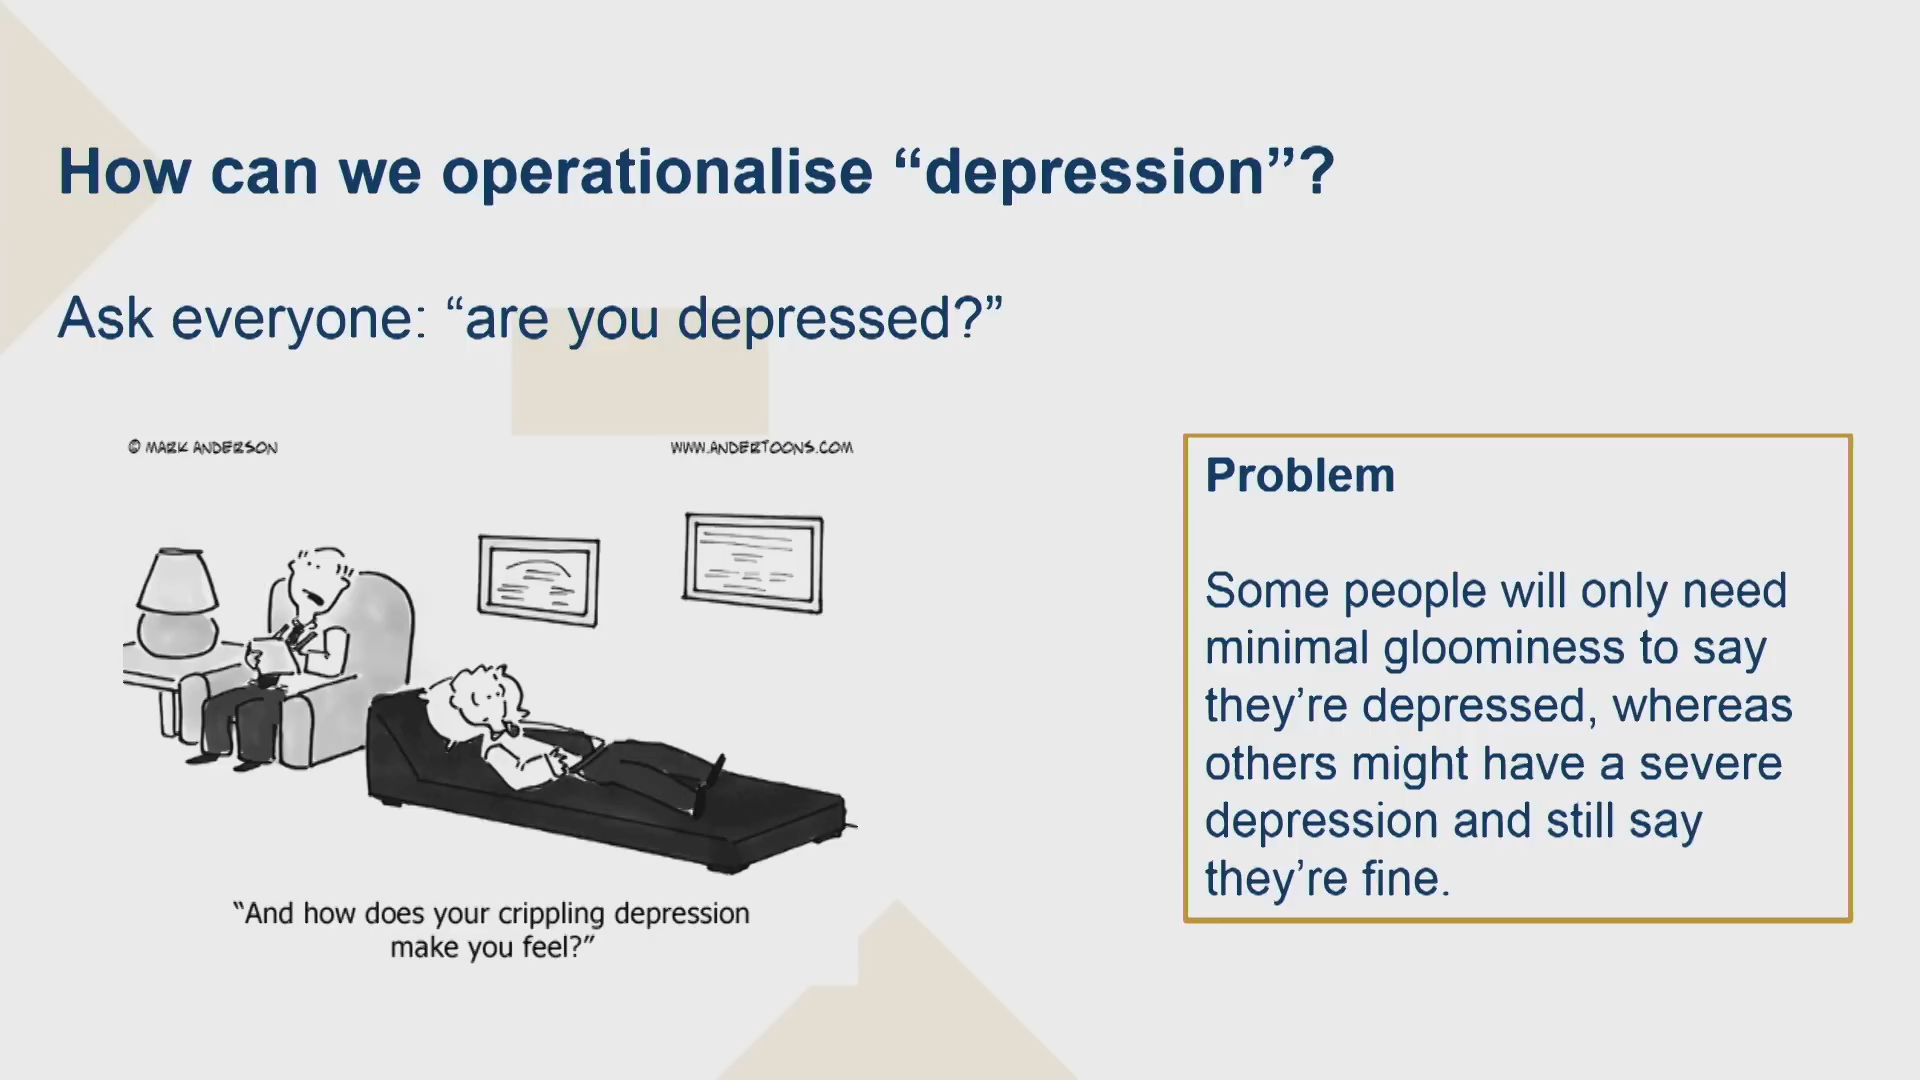 How can we operationalise “depression”?
Ask everyone: “are you depressed?”
© MARK ANDERSON
WWW.ANDERTOONS.COM
“And how does your crippling depression
make you feel?”
Problem
Some people will only need
minimal gloominess to say
they’re depressed, whereas
others might have a severe
depression and still say
they’re fine.